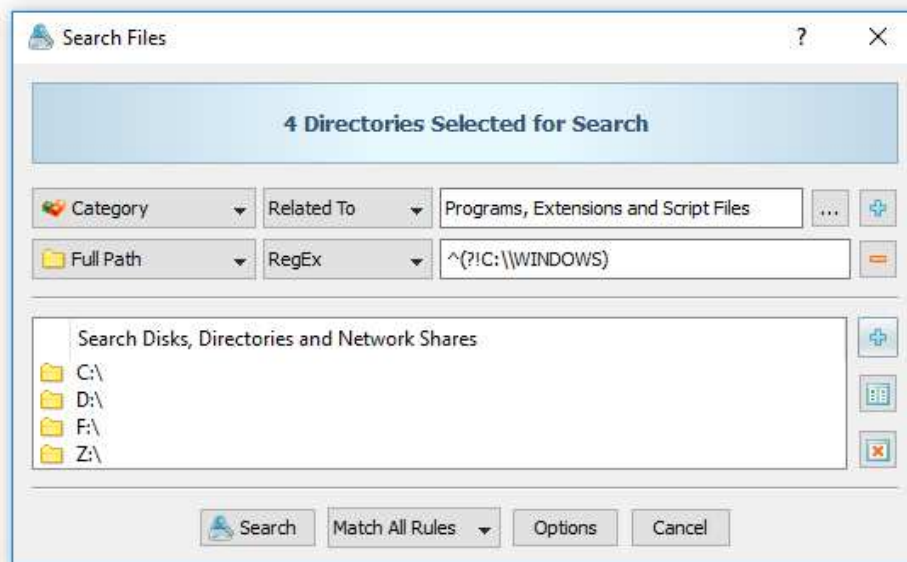 Search Files ?
4 Directories Selected for Search
Category Related To Programs, Extensions and Script Files ...
Full Path RegEx ^(?!C:\\WINDOWS)
Search Disks, Directories and Network Shares
C:\
D:\
F:\
Z:\
Search Match All Rules Options Cancel